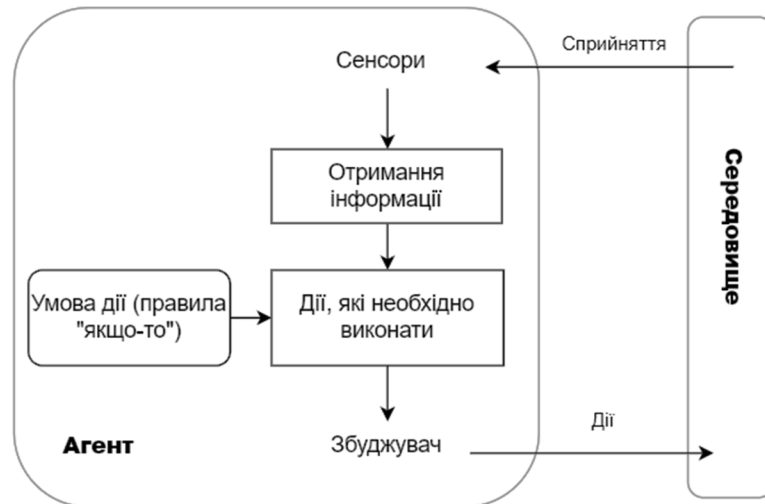 Сприйняття
Сенсори
Отримання
інформації
Умова дії (правила
"якщо-то")
Дії, які необхідно
виконати
Збуджувач
Агент
Дії
Середовище